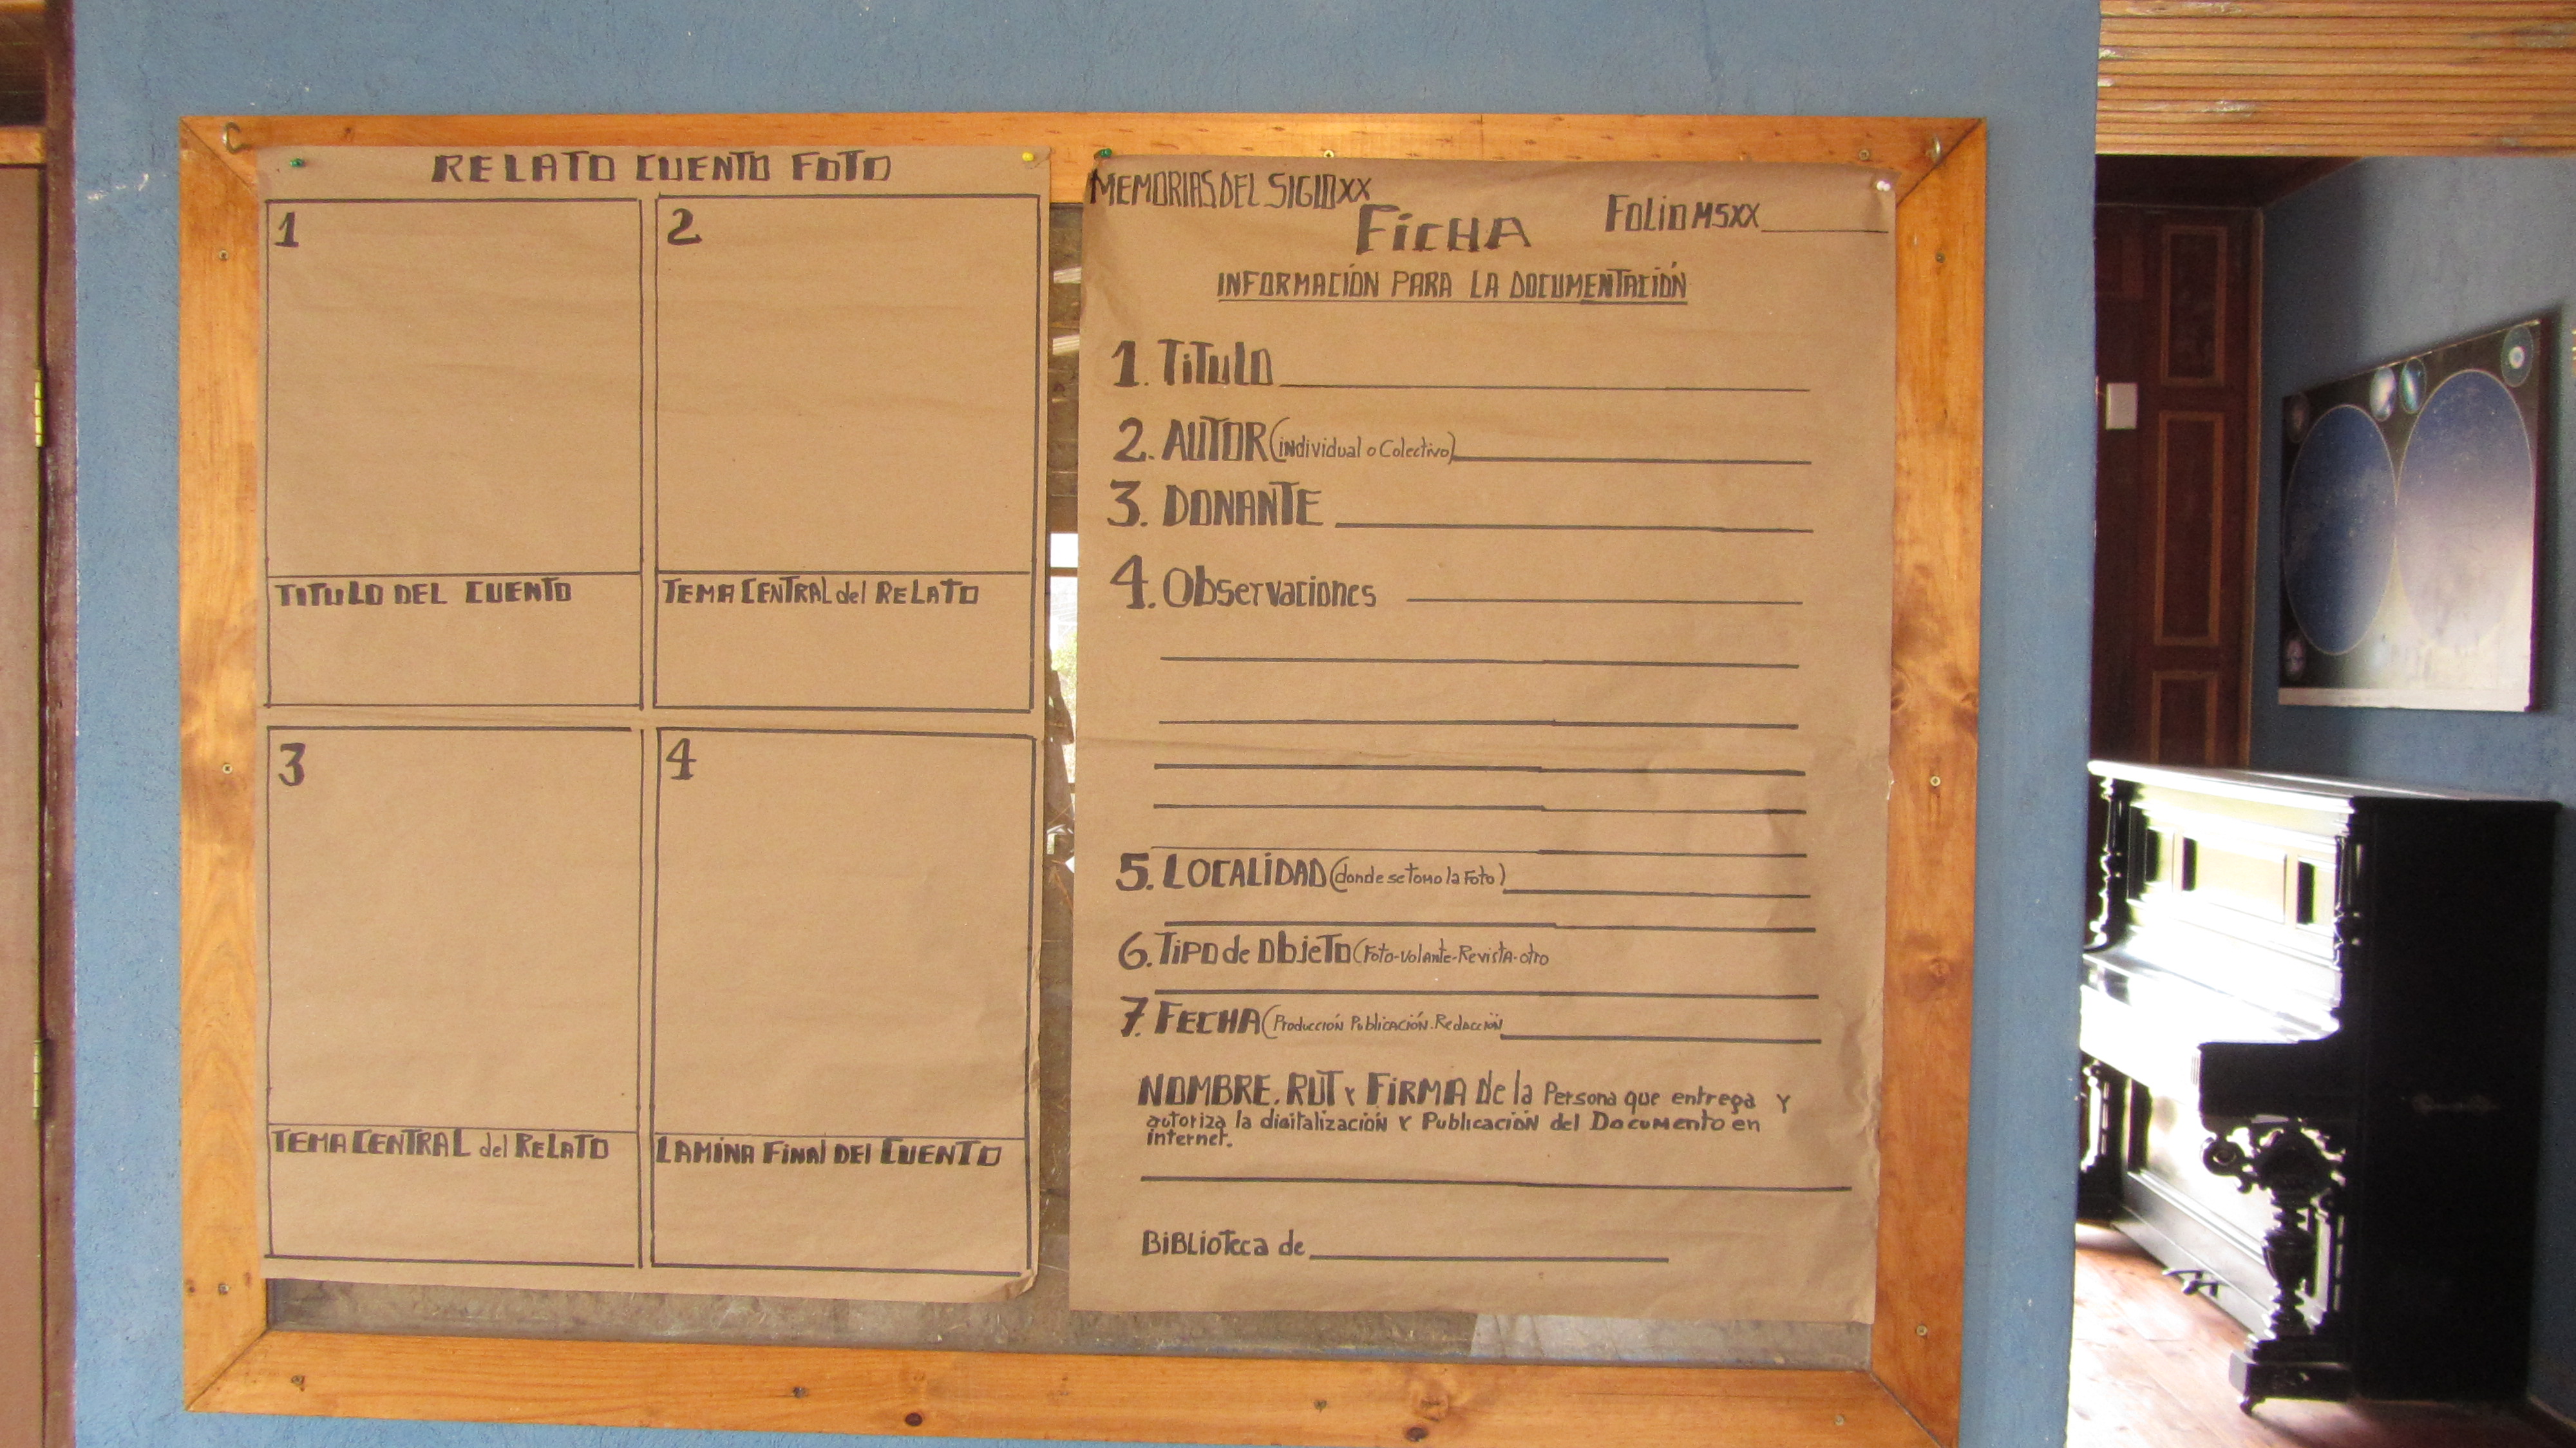 RELATO CUENTO FOTO
1
2
TiTULO DEL CUENTO
TEMA CENTRAL del RELATO
3
4
TEMA CENTRAL del RELATO
LAMINA FINAL DEL CUENTO
MEMORIAS DEL SIGLO XX
FICHA
FOLIO MSXX
INFORMACIÓN PARA LA DOCUMENTACIÓN
1. TiTULO
2. AUTOR (individual o Colectivo)
3. DONANTE
4. Observaciones
5. LOCALIDAD (donde se tomo la Foto)
6. TIPO de Objeto (Foto-Volante-Revista-otro
7. FECHA (Producción Publicación. Redacción
NOMBRE, RUT Y FIRMA De la Persona que entrega Y
autoriza la digitalización Y Publicación del Documento en
internet.
BIBLIOTeca de